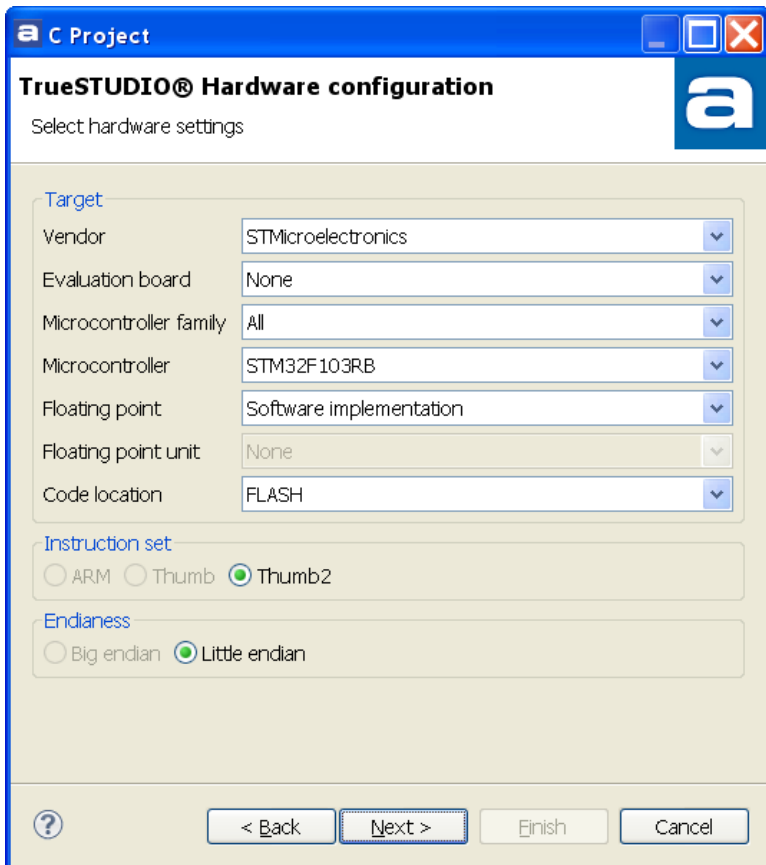 a C Project
TrueSTUDIO® Hardware configuration
Select hardware settings
a
Target
Vendor STMicroelectronics
Evaluation board None
Microcontroller family All
Microcontroller STM32F103RB
Floating point Software implementation
Floating point unit None
Code location FLASH
Instruction set
ARM Thumb Thumb2
Endianess
Big endian Little endian
? < Back Next > Finish Cancel